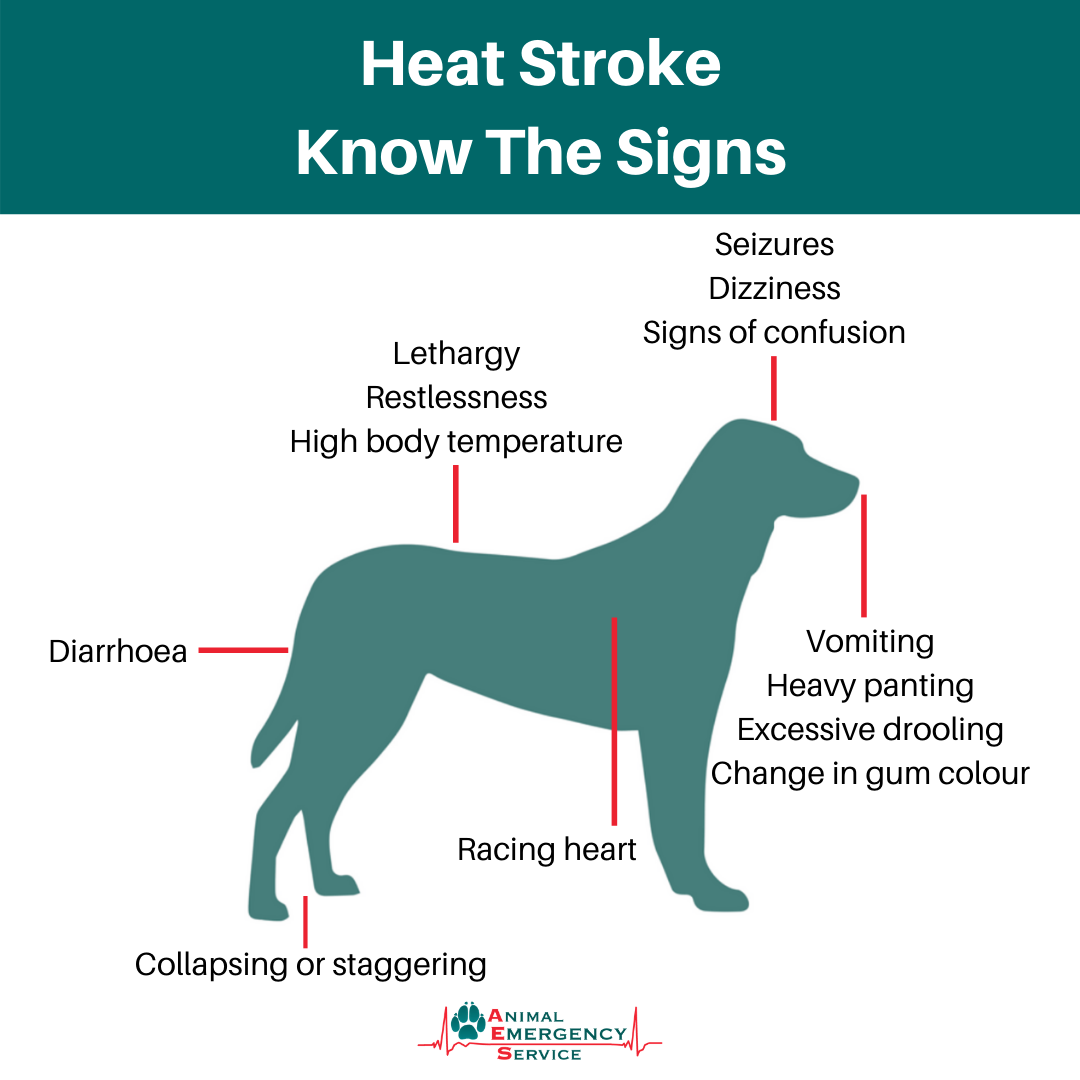 Heat Stroke
Know The Signs
Seizures
Dizziness
Signs of confusion
Lethargy
Restlessness
High body temperature
Diarrhoea
Vomiting
Heavy panting
Excessive drooling
Change in gum colour
Racing heart
Collapsing or staggering
ANIMAL
EMERGENCY
SERVICE